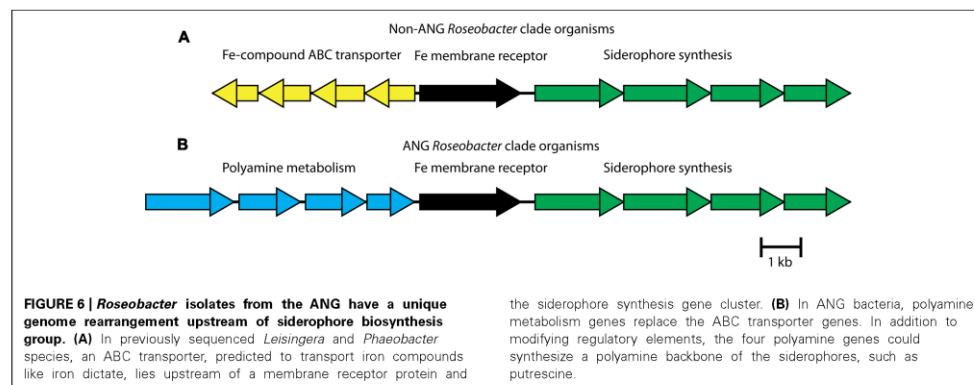 Non-ANG Roseobacter clade organisms
A
Fe-compound ABC transporter Fe membrane receptor Siderophore synthesis
B
ANG Roseobacter clade organisms
Polyamine metabolism Fe membrane receptor Siderophore synthesis
1 kb
FIGURE 6 | Roseobacter isolates from the ANG have a unique
genome rearrangement upstream of siderophore biosynthesis
group. (A) In previously sequenced Leisingera and Phaeobacter
species, an ABC transporter, predicted to transport iron compounds
like iron dictate, lies upstream of a membrane receptor protein and
the siderophore synthesis gene cluster. (B) In ANG bacteria, polyamine
metabolism genes replace the ABC transporter genes. In addition to
modifying regulatory elements, the four polyamine genes could
synthesize a polyamine backbone of the siderophores, such as
putrescine.